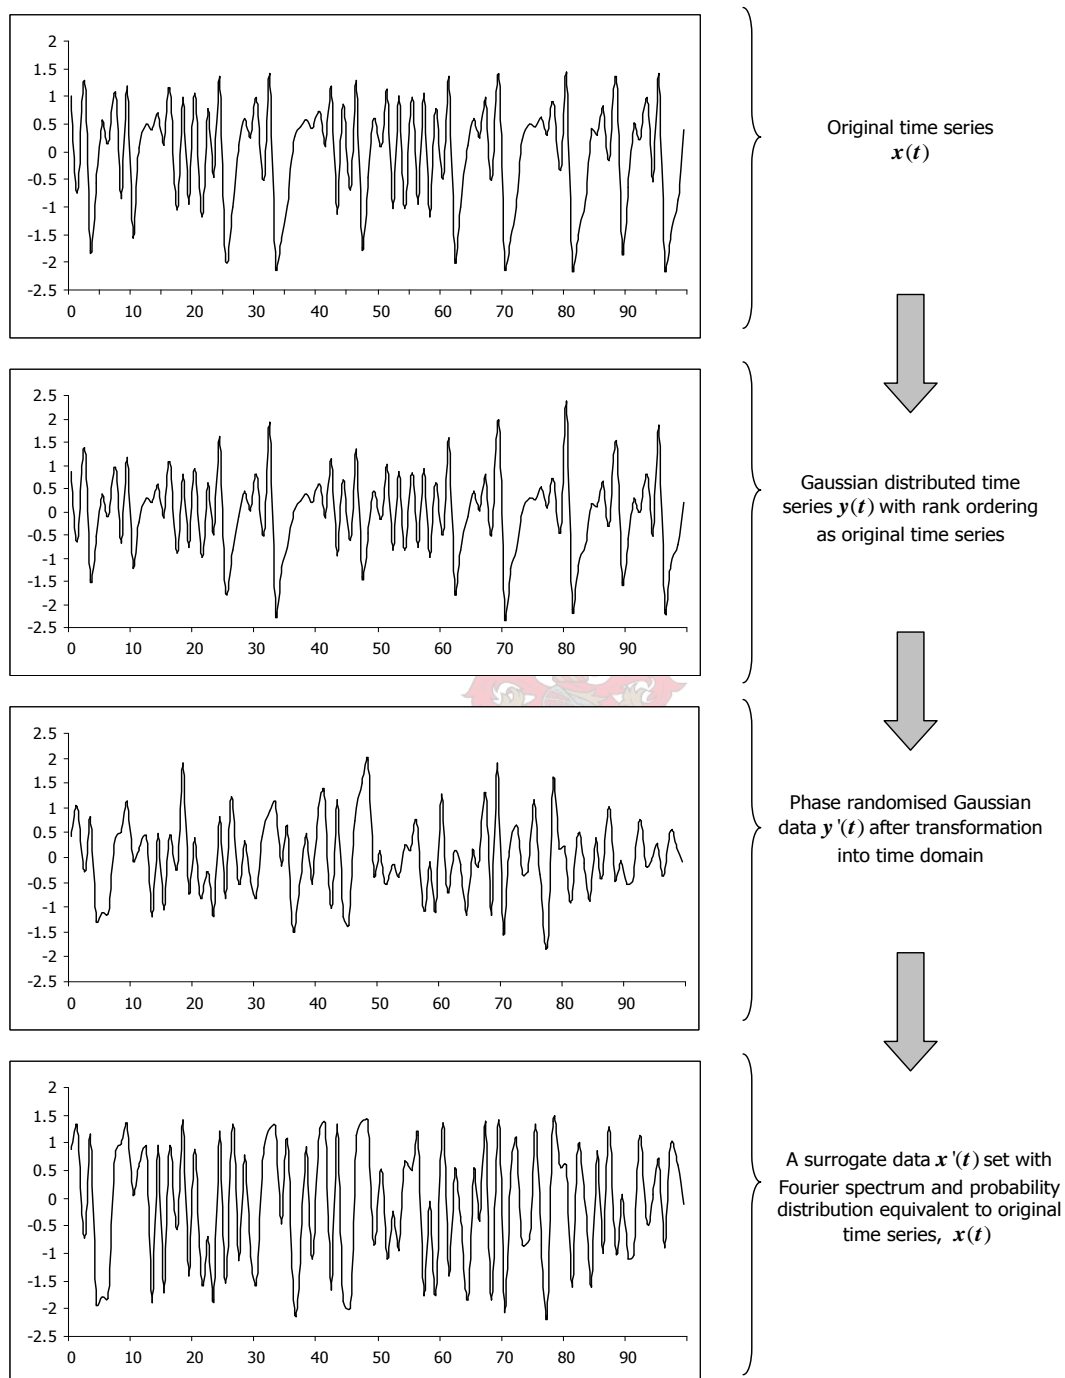 2
1.5
1
0.5
0
-0.5
-1
-1.5
-2
-2.5
0 10 20 30 40 50 60 70 80 90
Original time series
x(t)
2.5
2
1.5
1
0.5
0
-0.5
-1
-1.5
-2
-2.5
0 10 20 30 40 50 60 70 80 90
Gaussian distributed time
series y(t) with rank ordering
as original time series
2.5
2
1.5
1
0.5
0
-0.5
-1
-1.5
-2
-2.5
0 10 20 30 40 50 60 70 80 90
Phase randomised Gaussian
data y'(t) after transformation
into time domain
2
1.5
1
0.5
0
-0.5
-1
-1.5
-2
-2.5
0 10 20 30 40 50 60 70 80 90
A surrogate data x'(t) set with
Fourier spectrum and probability
distribution equivalent to original
time series, x(t)